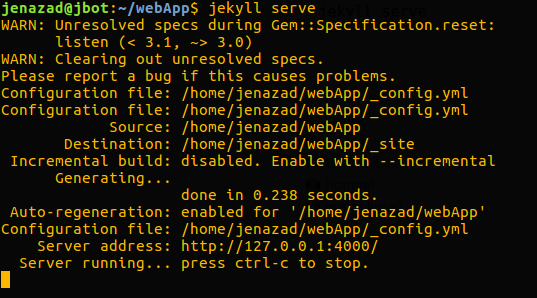 jenazad@jbot:~/webApp$ jekyll serve
WARN: Unresolved specs during Gem::Specification.reset:
listen (< 3.1, ~> 3.0)
WARN: Clearing out unresolved specs.
Please report a bug if this causes problems.
Configuration file: /home/jenazad/webApp/_config.yml
Configuration file: /home/jenazad/webApp/_config.yml
Source: /home/jenazad/webApp
Destination: /home/jenazad/webApp/_site
Incremental build: disabled. Enable with --incremental
Generating...
done in 0.238 seconds.
Auto-regeneration: enabled for '/home/jenazad/webApp'
Configuration file: /home/jenazad/webApp/_config.yml
Server address: http://127.0.0.1:4000/
Server running... press ctrl-c to stop.